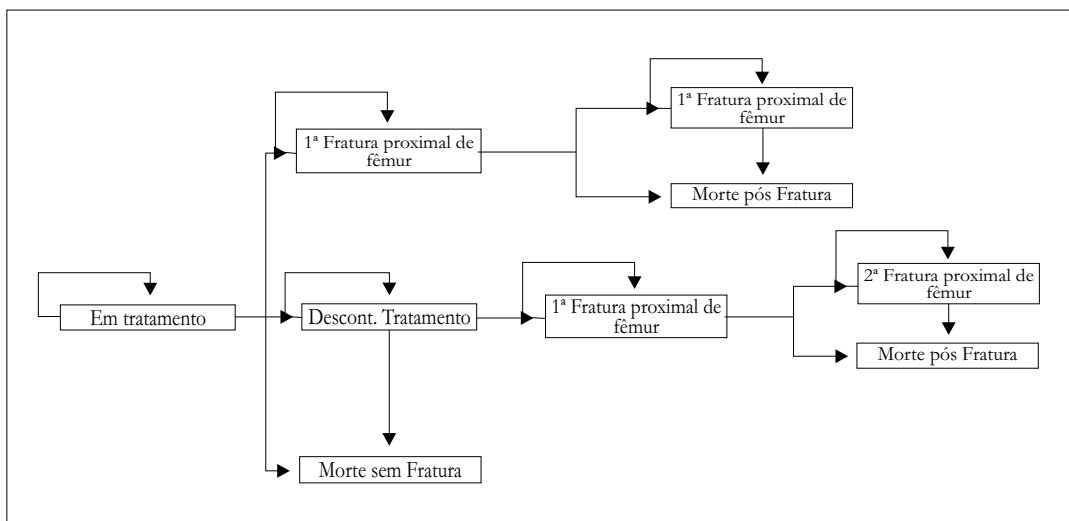 1ª Fratura proximal de
fêmur
Morte pós Fratura
1ª Fratura proximal de
fêmur
Em tratamento
Descont. Tratamento
1ª Fratura proximal de
fêmur
2ª Fratura proximal de
fêmur
Morte pós Fratura
Morte sem Fratura